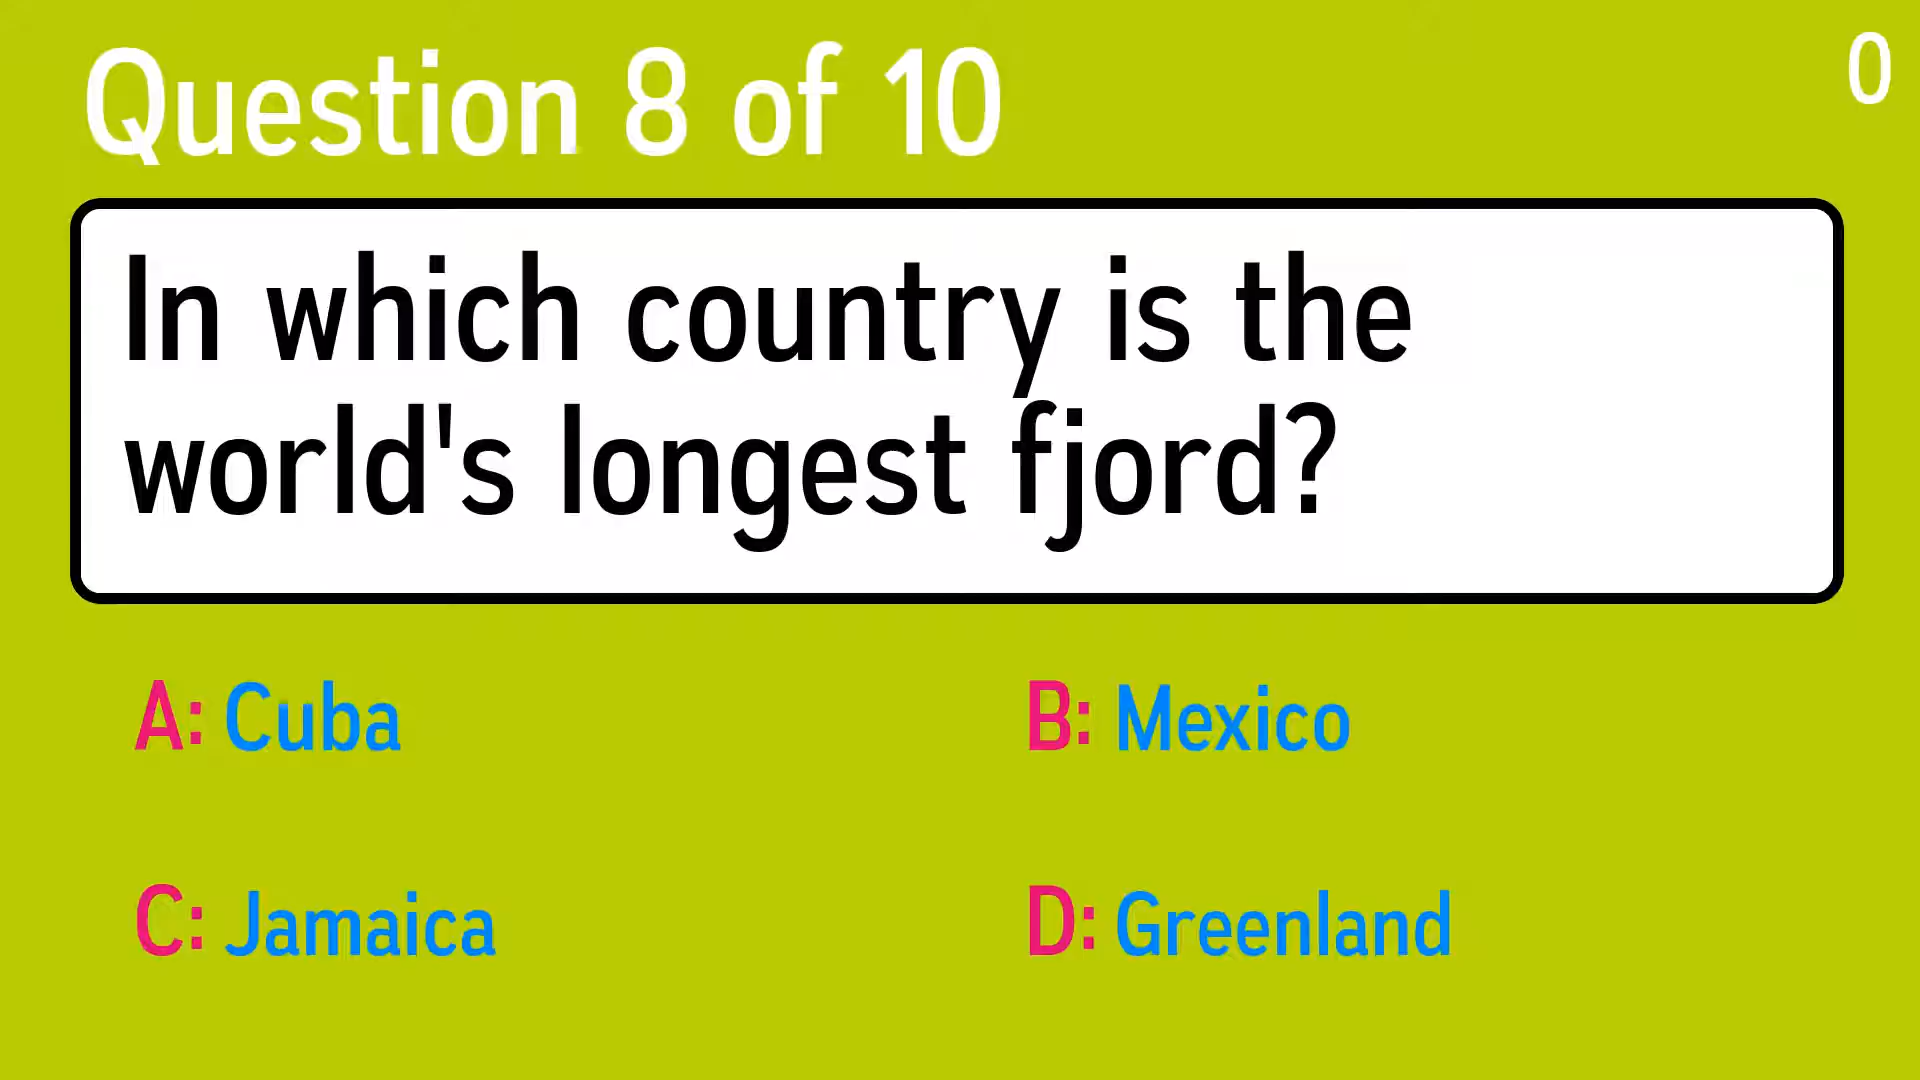 Question 8 of 10
0
In which country is the
world's longest fjord?
A: Cuba
B: Mexico
C: Jamaica
D: Greenland